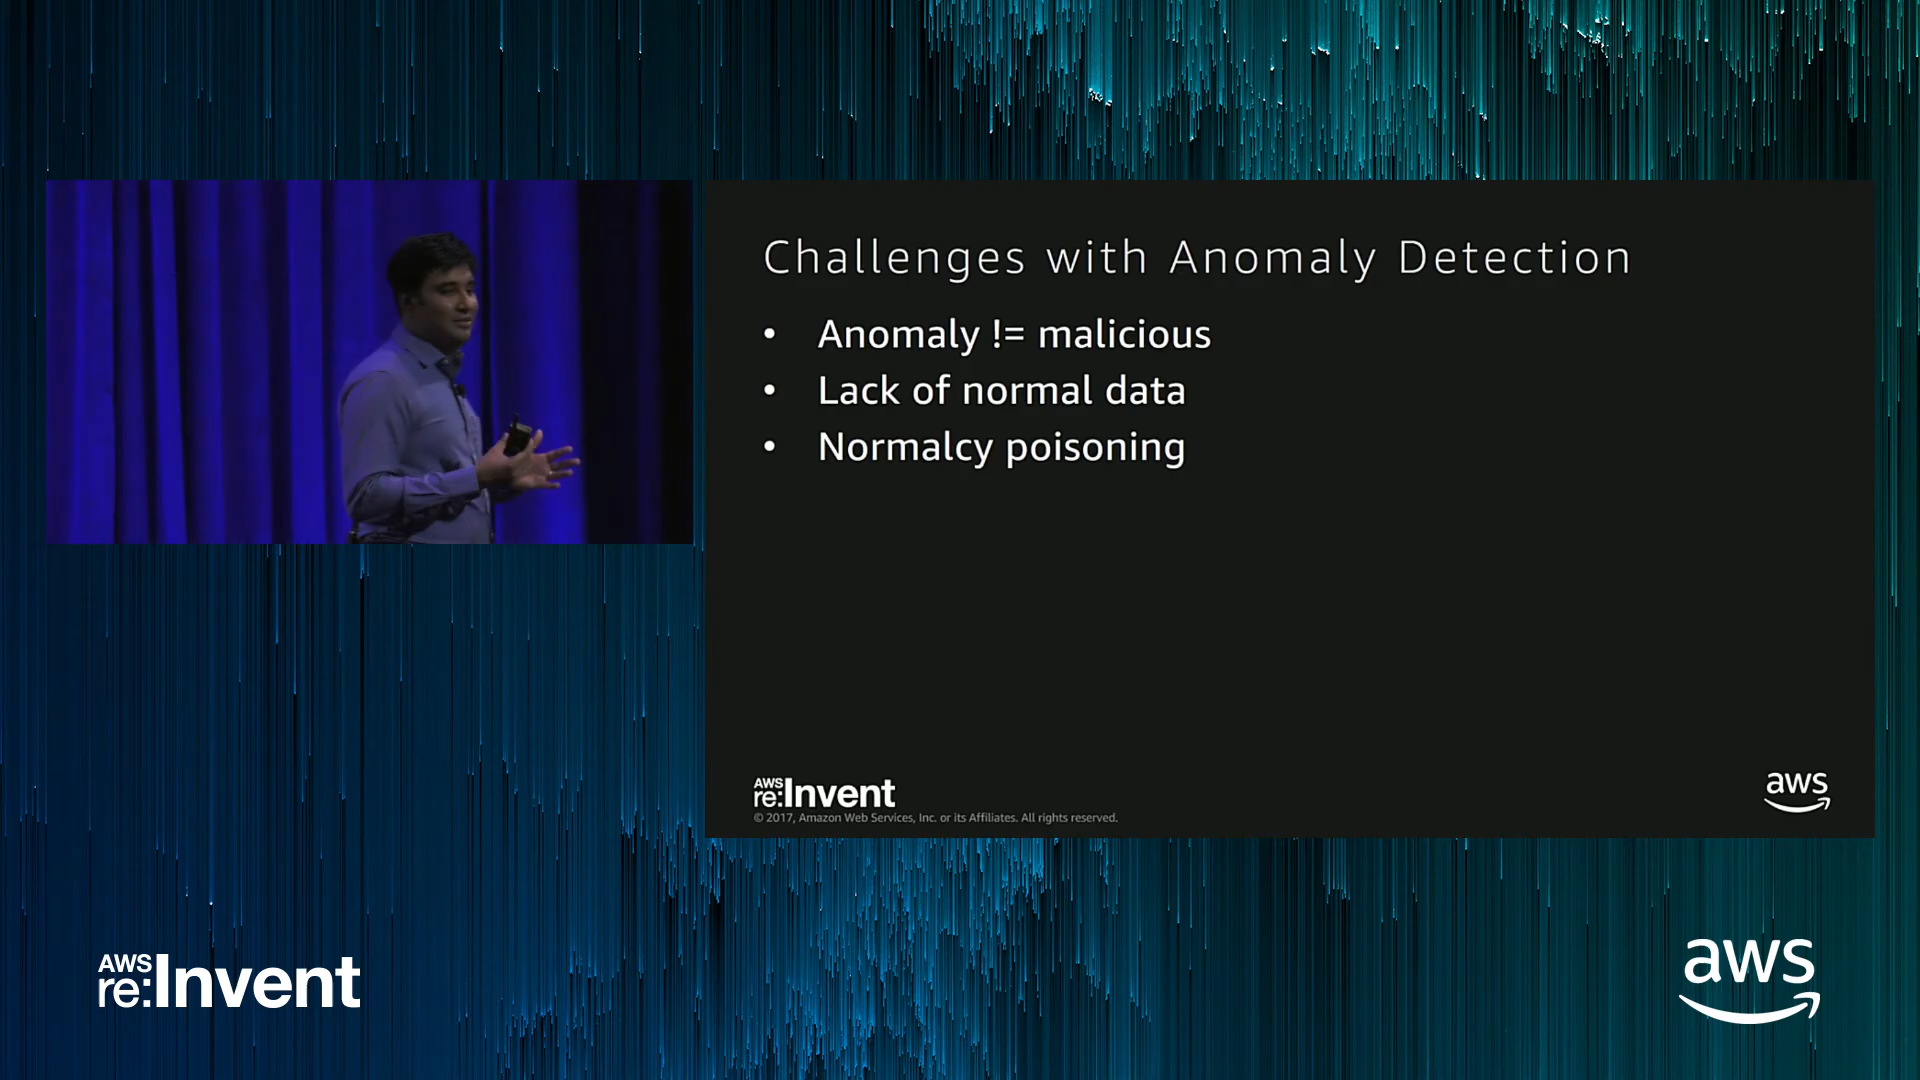 Challenges with Anomaly Detection
• Anomaly != malicious
• Lack of normal data
• Normalcy poisoning
AWS
re:Invent
© 2017, Amazon Web Services, Inc. or its Affiliates. All rights reserved.
aws
AWS
re:Invent
aws